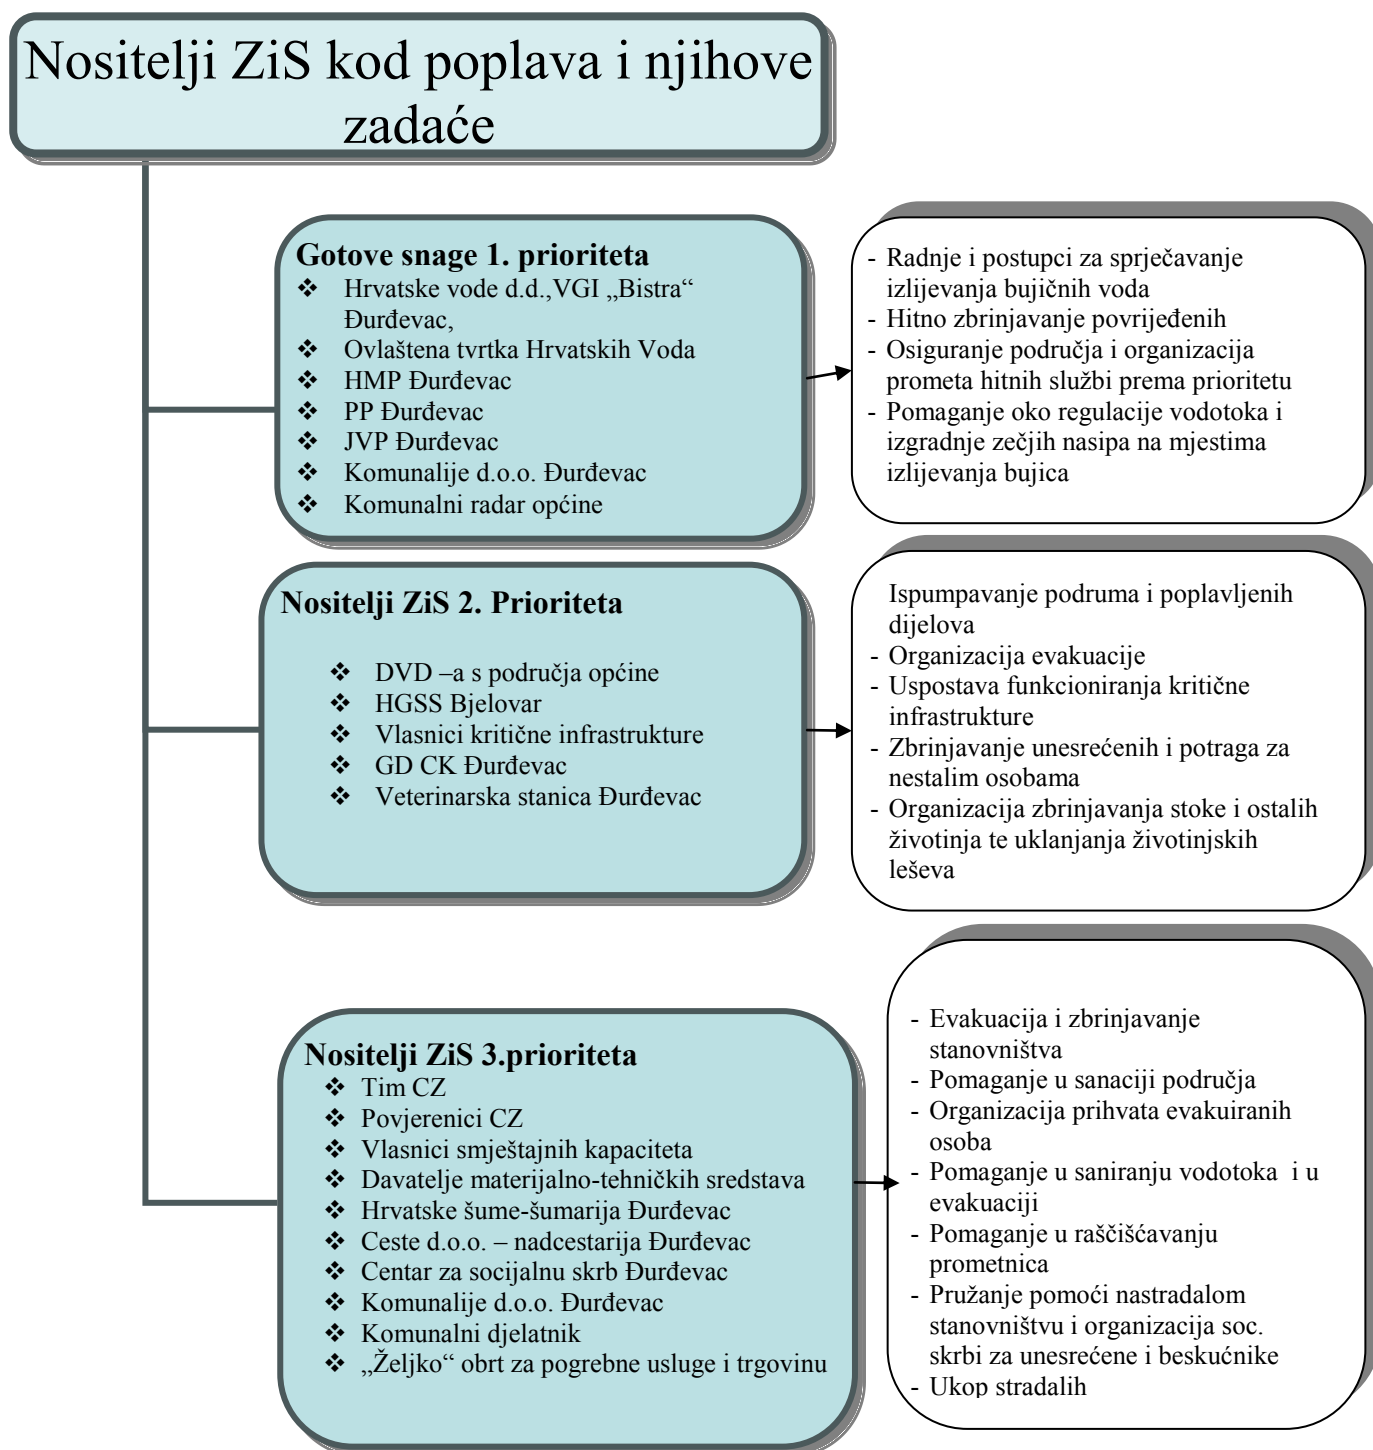 Nositelji ZiS kod poplava i njihove
zadaće
Gotove snage 1. prioriteta
❖ Hrvatske vode d.d.,VGI „Bistra“
Đurđevac,
❖ Ovlaštena tvrtka Hrvatskih Voda
❖ HMP Đurđevac
❖ PP Đurđevac
❖ JVP Đurđevac
❖ Komunalije d.o.o. Đurđevac
❖ Komunalni radar općine
- Radnje i postupci za sprječavanje
izlijevanja bujičnih voda
- Hitno zbrinjavanje povrijeđenih
- Osiguranje područja i organizacija
prometa hitnih službi prema prioritetu
- Pomaganje oko regulacije vodotoka i
izgradnje zečjih nasipa na mjestima
izlijevanja bujica
Nositelji ZiS 2. Prioriteta
❖ DVD –a s područja općine
❖ HGSS Bjelovar
❖ Vlasnici kritične infrastrukture
❖ GD CK Đurđevac
❖ Veterinarska stanica Đurđevac
Ispumpavanje podruma i poplavljenih
dijelova
- Organizacija evakuacije
- Uspostava funkcioniranja kritične
infrastrukture
- Zbrinjavanje unesrećenih i potraga za
nestalim osobama
- Organizacija zbrinjavanja stoke i ostalih
životinja te uklanjanja životinjskih
leševa
Nositelji ZiS 3.prioriteta
❖ Tim CZ
❖ Povjerenici CZ
❖ Vlasnici smještajnih kapaciteta
❖ Davatelje materijalno-tehničkih sredstava
❖ Hrvatske šume-šumarija Đurđevac
❖ Ceste d.o.o. – nadcestarija Đurđevac
❖ Centar za socijalnu skrb Đurđevac
❖ Komunalije d.o.o. Đurđevac
❖ Komunalni djelatnik
❖ „Željko“ obrt za pogrebne usluge i trgovinu
- Evakuacija i zbrinjavanje
stanovništva
- Pomaganje u sanaciji područja
- Organizacija prihvata evakuiranih
osoba
- Pomaganje u saniranju vodotoka i u
evakuaciji
- Pomaganje u raščišćavanju
prometnica
- Pružanje pomoći nastradalom
stanovništvu i organizacija soc.
skrbi za unesrećene i beskućnike
- Ukop stradalih